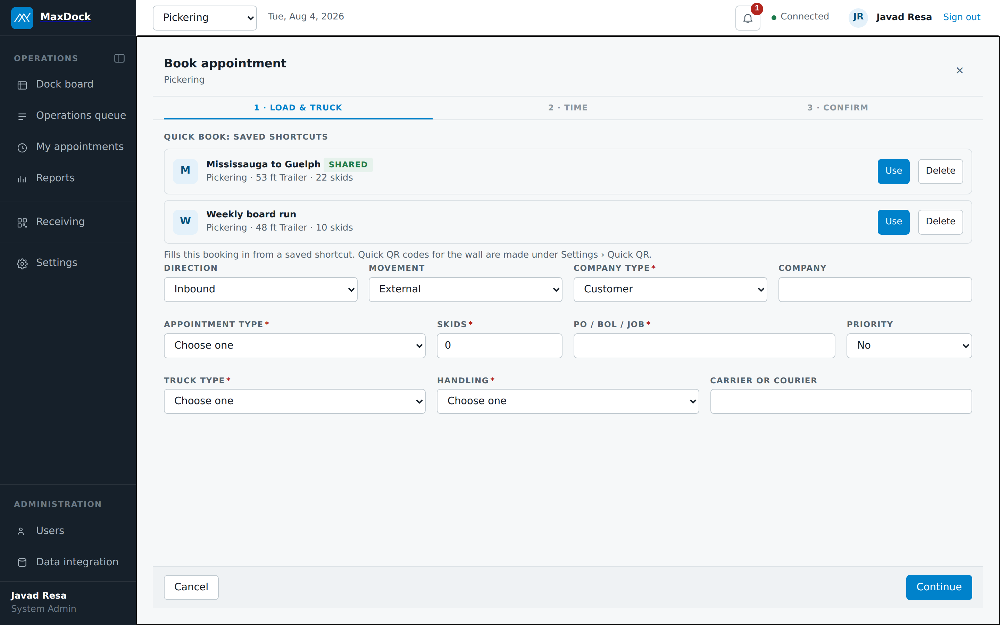 MaxDock
Pickering
Tue, Aug 4, 2026
1
Connected
JR
Javad Resa
Sign out
OPERATIONS
Dock board
Operations queue
My appointments
Reports
Receiving
Settings
ADMINISTRATION
Users
Data integration
Javad Resa
System Admin
Book appointment
Pickering
×
1 · LOAD & TRUCK
2 · TIME
3 · CONFIRM
QUICK BOOK: SAVED SHORTCUTS
M
Mississauga to Guelph SHARED
Pickering · 53 ft Trailer · 22 skids
Use
Delete
W
Weekly board run
Pickering · 48 ft Trailer · 10 skids
Use
Delete
Fills this booking in from a saved shortcut. Quick QR codes for the wall are made under Settings › Quick QR.
DIRECTION
Inbound
MOVEMENT
External
COMPANY TYPE *
Customer
COMPANY
APPOINTMENT TYPE *
Choose one
SKIDS *
0
PO / BOL / JOB *
PRIORITY
No
TRUCK TYPE *
Choose one
HANDLING *
Choose one
CARRIER OR COURIER
Cancel
Continue